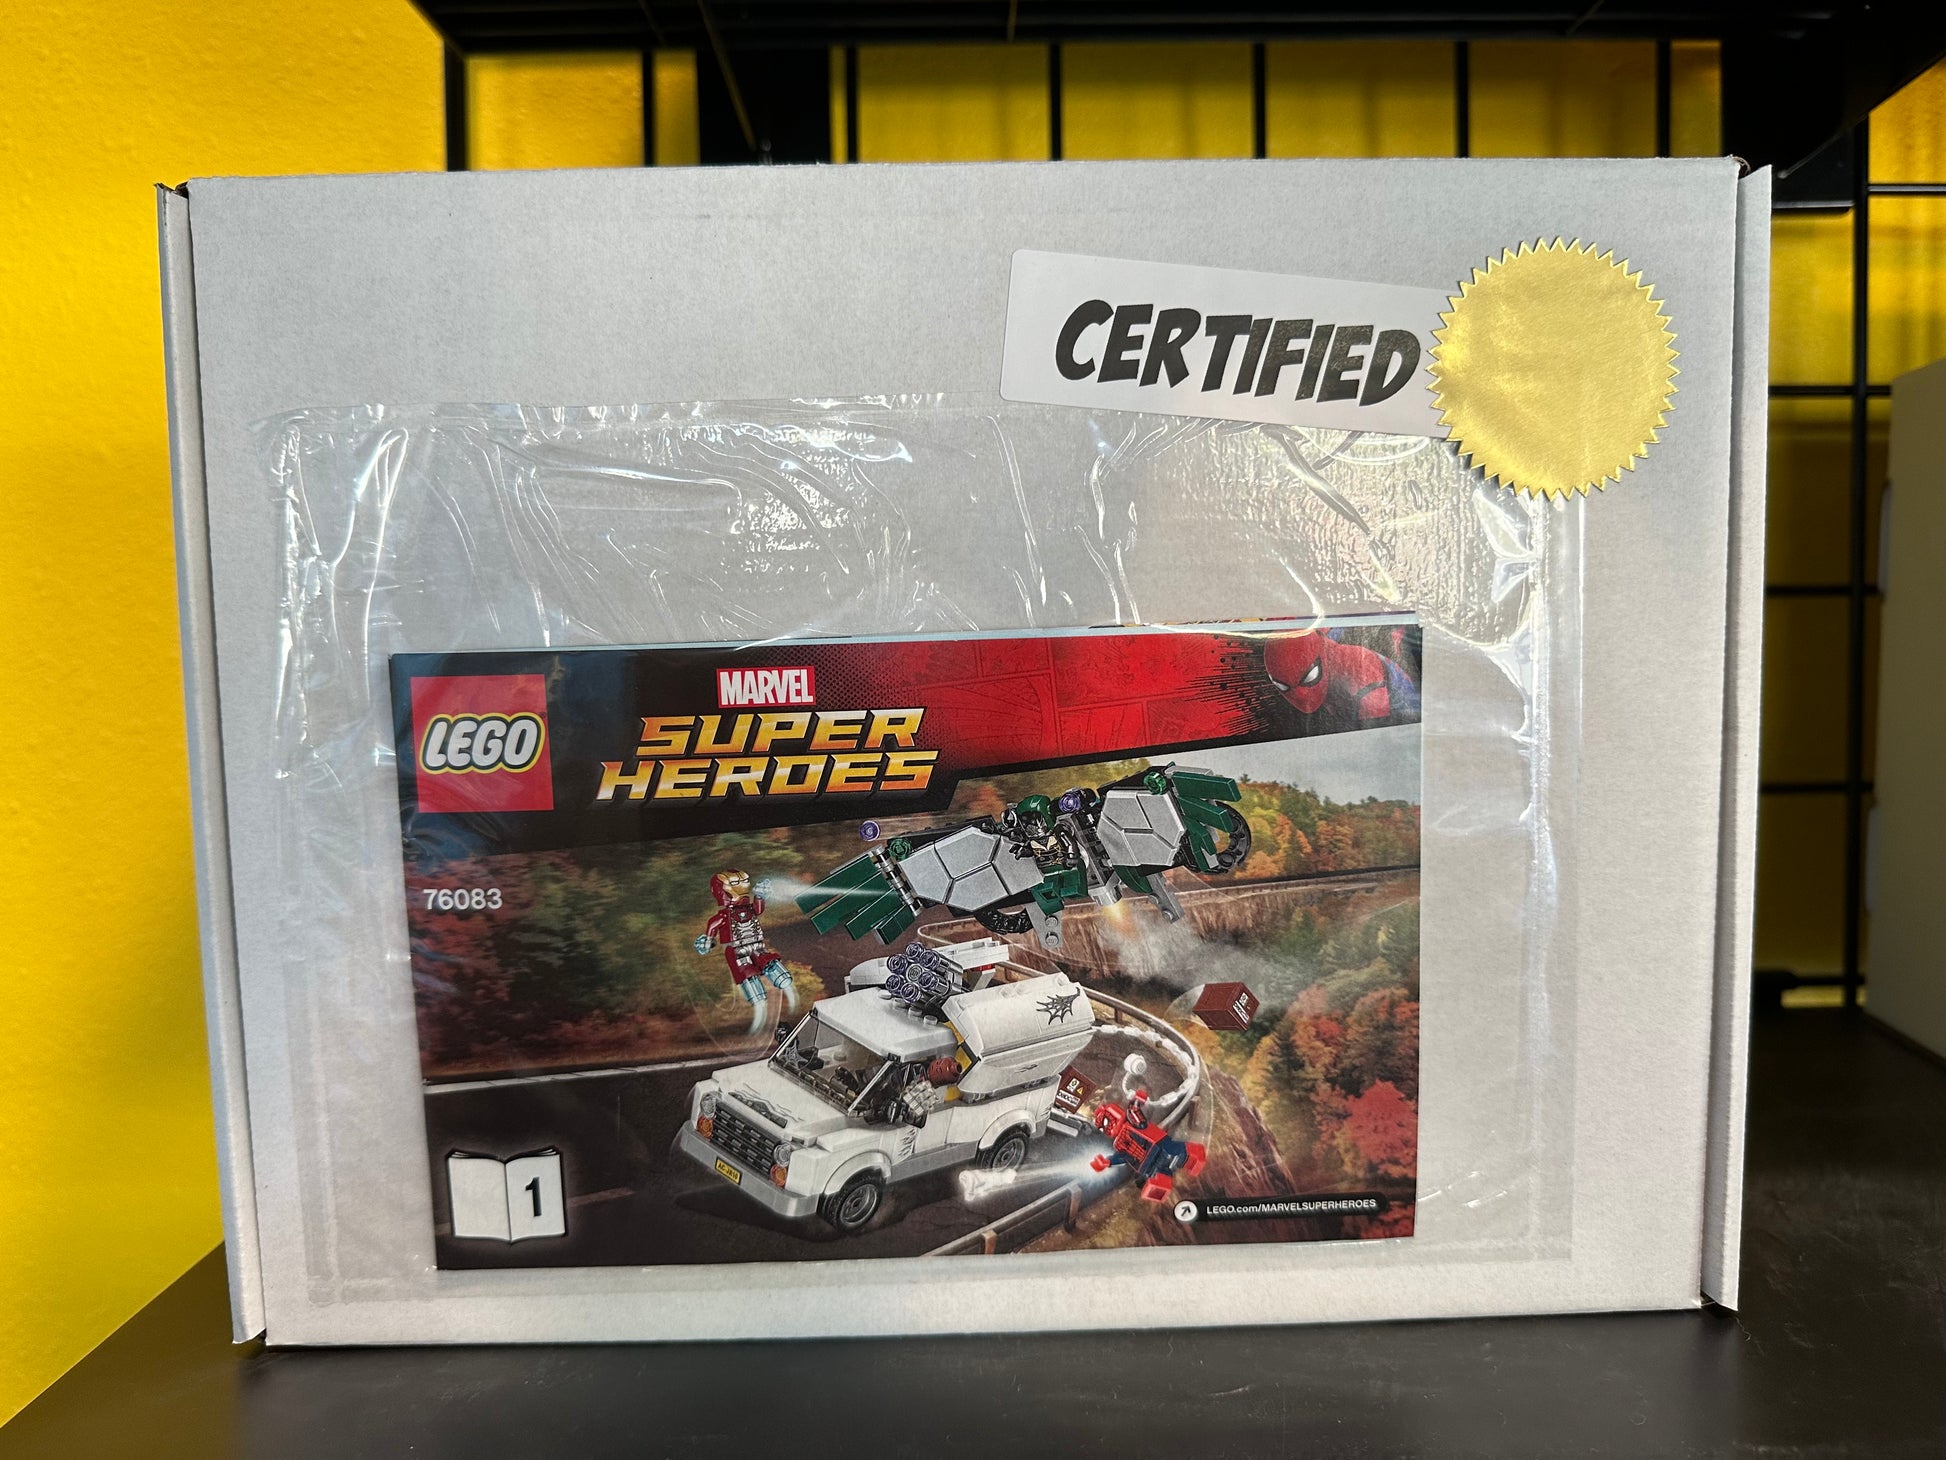 CERTIFIED
LEGO
MARVEL
SUPER
HEROES
76083
1
LEGO.com/MARVELSUPERHEROES